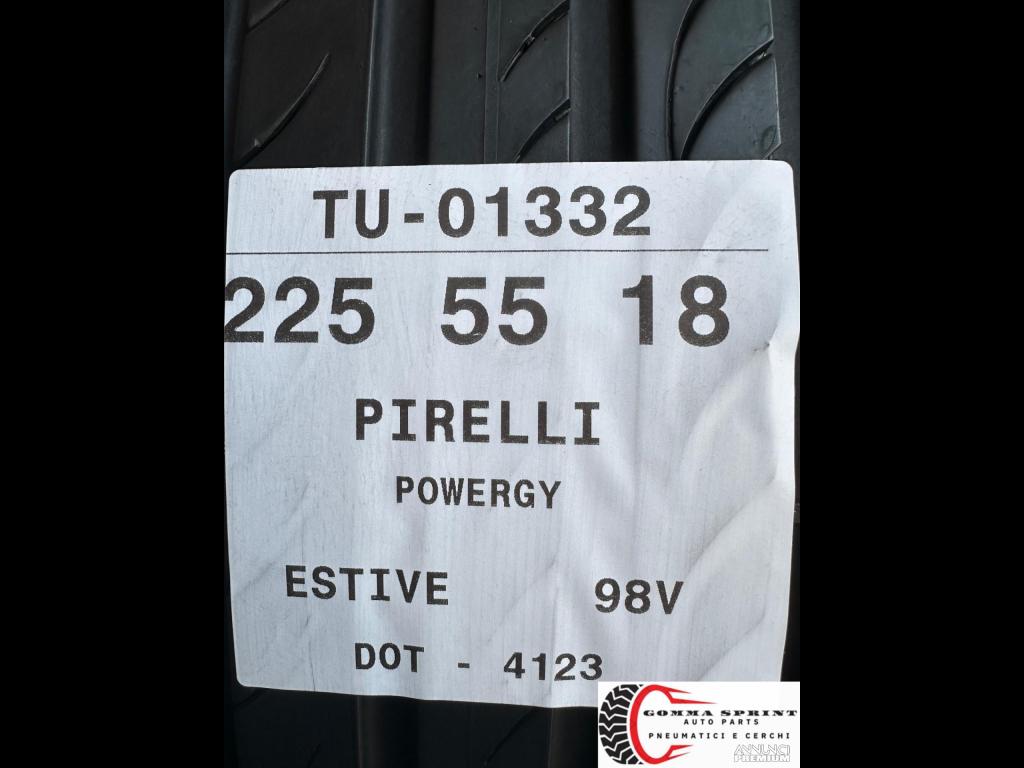 TU-01332
225 55 18
PIRELLI
POWERGY
ESTIVE 98V
DOT - 4123
GOMMA SPRINT
AUTO PARTS
PNEUMATICI E CERCHI
ANNUNCI
PREMIUM